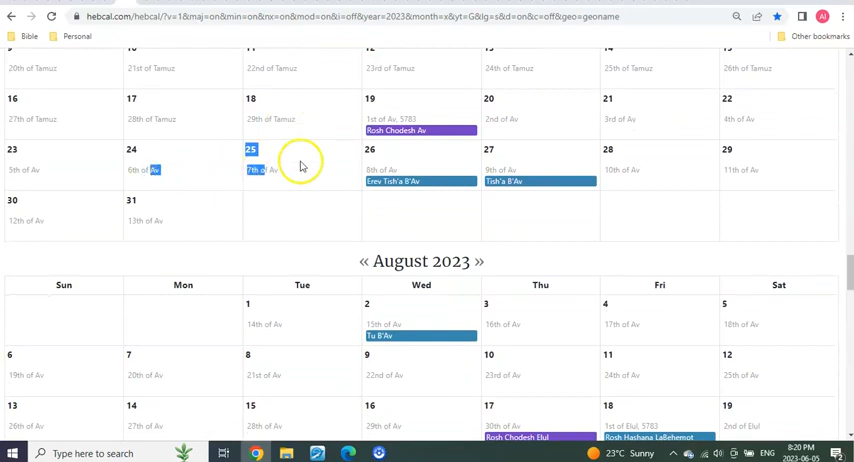 hebcal.com/hebcal/?v=1&maj=on&min=on&nx=on&mod=on&i=off&year=2023&month=x&yt=G&lg=s&d=on&c=off&geo=geoname
AI
Bible Personal Other bookmarks
9 10 11 12 13 14 15
20th of Tamuz 21st of Tamuz 22nd of Tamuz 23rd of Tamuz 24th of Tamuz 25th of Tamuz 26th of Tamuz
16 17 18 19 20 21 22
27th of Tamuz 28th of Tamuz 29th of Tamuz 1st of Av, 5783 2nd of Av 3rd of Av 4th of Av
Rosh Chodesh Av
23 24 25 26 27 28 29
5th of Av 6th of Av 7th of Av 8th of Av 9th of Av 10th of Av 11th of Av
Erev Tish'a B'Av Tish'a B'Av
30 31
12th of Av 13th of Av
« August 2023 »
Sun Mon Tue Wed Thu Fri Sat
1 2 3 4 5
14th of Av 15th of Av 16th of Av 17th of Av 18th of Av
Tu B'Av
6 7 8 9 10 11 12
19th of Av 20th of Av 21st of Av 22nd of Av 23rd of Av 24th of Av 25th of Av
13 14 15 16 17 18 19
26th of Av 27th of Av 28th of Av 29th of Av 30th of Av 1st of Elul, 5783 2nd of Elul
Rosh Chodesh Elul Rosh Hashana LaBehemot
Type here to search 23°C Sunny ENG 8:20 PM
2023-06-05 2